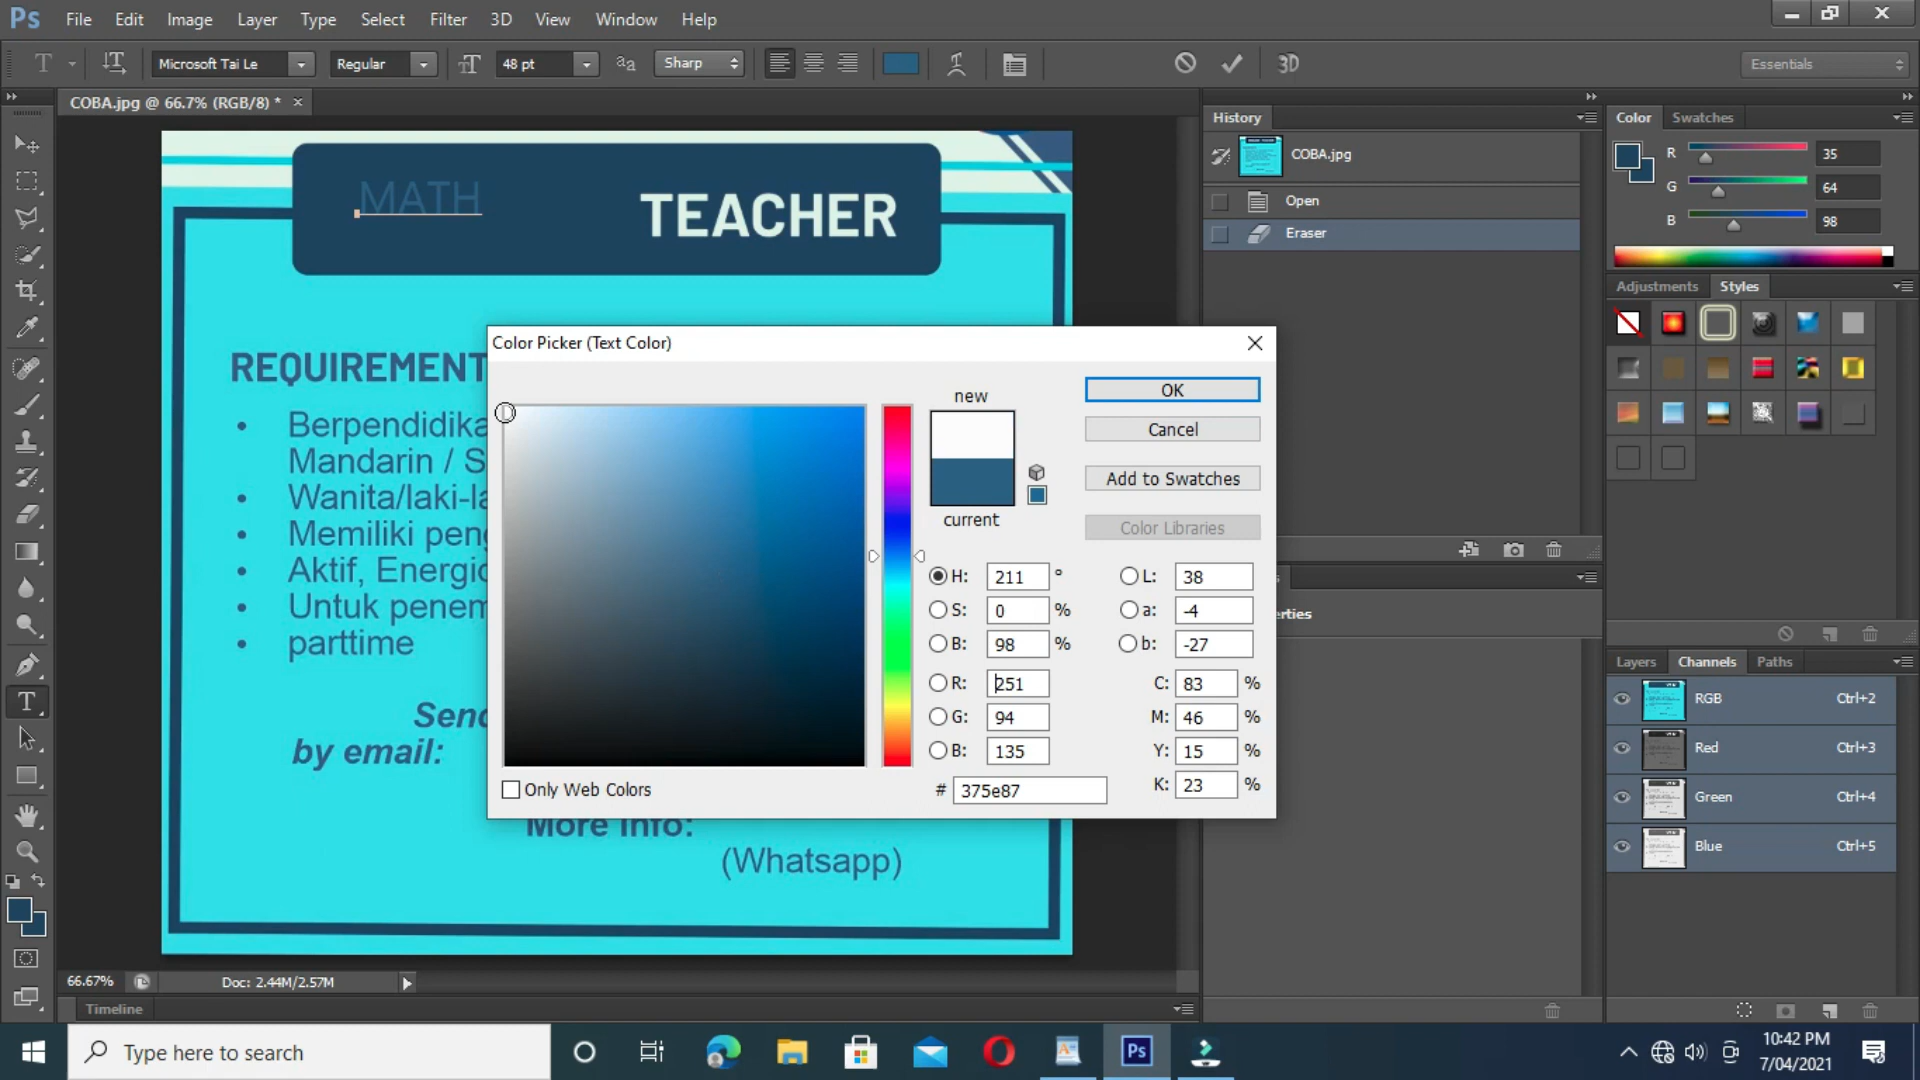 Ps File Edit Image Layer Type Select Filter 3D View Window Help
T Microsoft Tai Le Regular 48 pt Sharp 3D Essentials
COBA.jpg @ 66.7% (RGB/8) * ×
MATH
TEACHER
REQUIREMENT
• Berpendidika
Mandarin / S
• Wanita/laki-la
• Memiliki peng
• Aktif, Energic
• Untuk penem
• parttime
Send
by email:
More Info:
(Whatsapp)
Color Picker (Text Color)
new
current
OK
Cancel
Add to Swatches
Color Libraries
H: 211 °
S: 0 %
B: 98 %
R: 251
G: 94
B: 135
# 375e87
L: 38
a: -4
b: -27
C: 83 %
M: 46 %
Y: 15 %
K: 23 %
Only Web Colors
History
COBA.jpg
Open
Eraser
erties
Color Swatches
R 35
G 64
B 98
Adjustments Styles
Layers Channels Paths
RGB Ctrl+2
Red Ctrl+3
Green Ctrl+4
Blue Ctrl+5
66.67% Doc: 2.44M/2.57M
Timeline
Type here to search
Ps
10:42 PM
7/04/2021